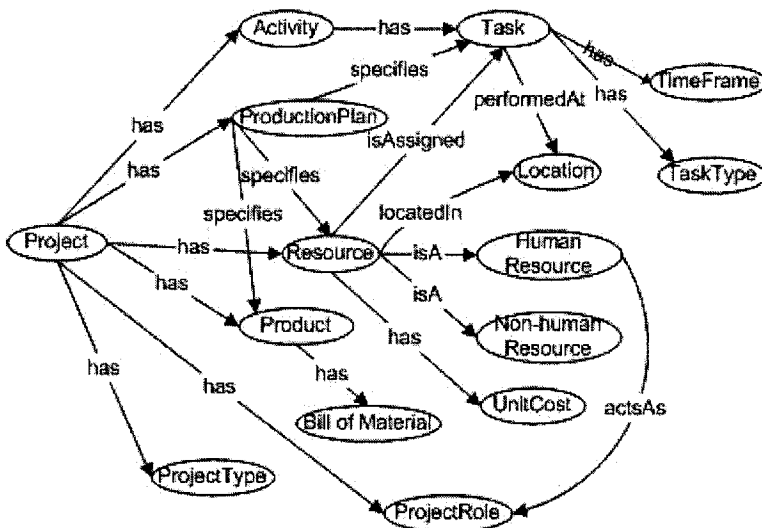 Activity
has
Task
has
TimeFrame
specifies
has
ProductionPlan
performedAt
has
isAssigned
has
specifies
Location
TaskType
specifies
locatedIn
Project
has
Resource
isA
Human
Resource
has
isA
Product
Non-human
Resource
has
has
has
has
UnitCost
actsAs
Bill of Material
ProjectType
ProjectRole